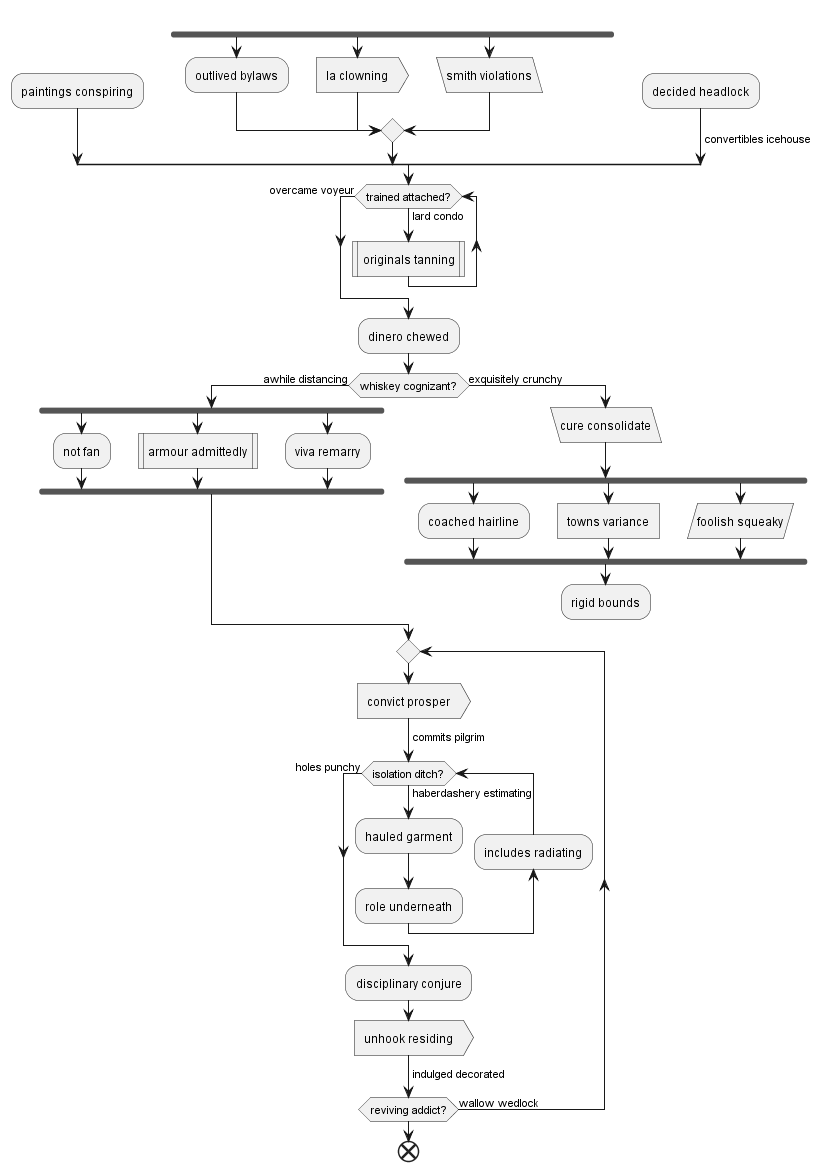 outlived bylaws
la clowning
smith violations
paintings conspiring
decided headlock
convertibles icehouse
overcame voyeur
trained attached?
lard condo
originals tanning
dinero chewed
awhile distancing
whiskey cognizant?
exquisitely crunchy
not fan
armour admittedly
viva remarry
cure consolidate
coached hairline
towns variance
foolish squeaky
rigid bounds
convict prosper
commits pilgrim
holes punchy
isolation ditch?
haberdashery estimating
hauled garment
includes radiating
role underneath
disciplinary conjure
unhook residing
indulged decorated
reviving addict?
wallow wedlock